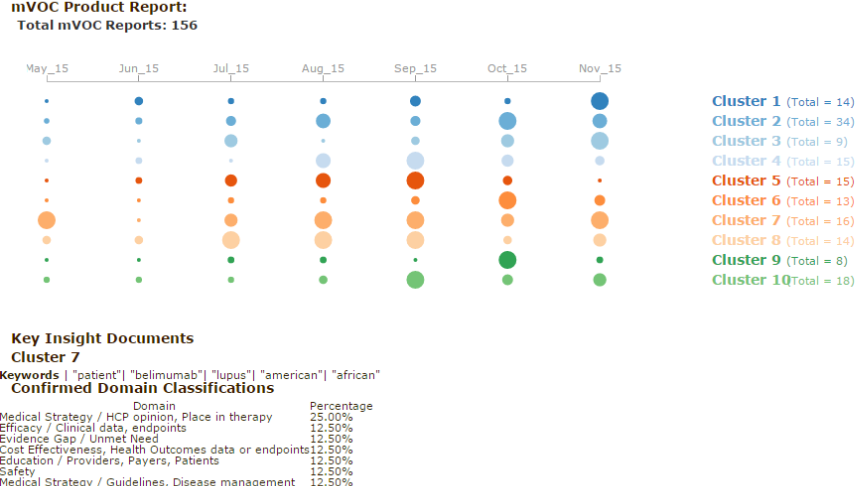 mVOC Product Report:
Total mVOC Reports: 156
May_15 Jun_15 Jul_15 Aug_15 Sep_15 Oct_15 Nov_15
Cluster 1 (Total = 14)
Cluster 2 (Total = 34)
Cluster 3 (Total = 9)
Cluster 4 (Total = 15)
Cluster 5 (Total = 15)
Cluster 6 (Total = 13)
Cluster 7 (Total = 16)
Cluster 8 (Total = 14)
Cluster 9 (Total = 8)
Cluster 10 (Total = 18)
Key Insight Documents
Cluster 7
Keywords | "patient"| "belimumab"| "lupus"| "american"| "african"
Confirmed Domain Classifications
Domain Percentage
Medical Strategy / HCP opinion, Place in therapy 25.00%
Efficacy / Clinical data, endpoints 12.50%
Evidence Gap / Unmet Need 12.50%
Cost Effectiveness, Health Outcomes data or endpoints 12.50%
Education / Providers, Payers, Patients 12.50%
Safety 12.50%
Medical Strategy / Guidelines, Disease management 12.50%